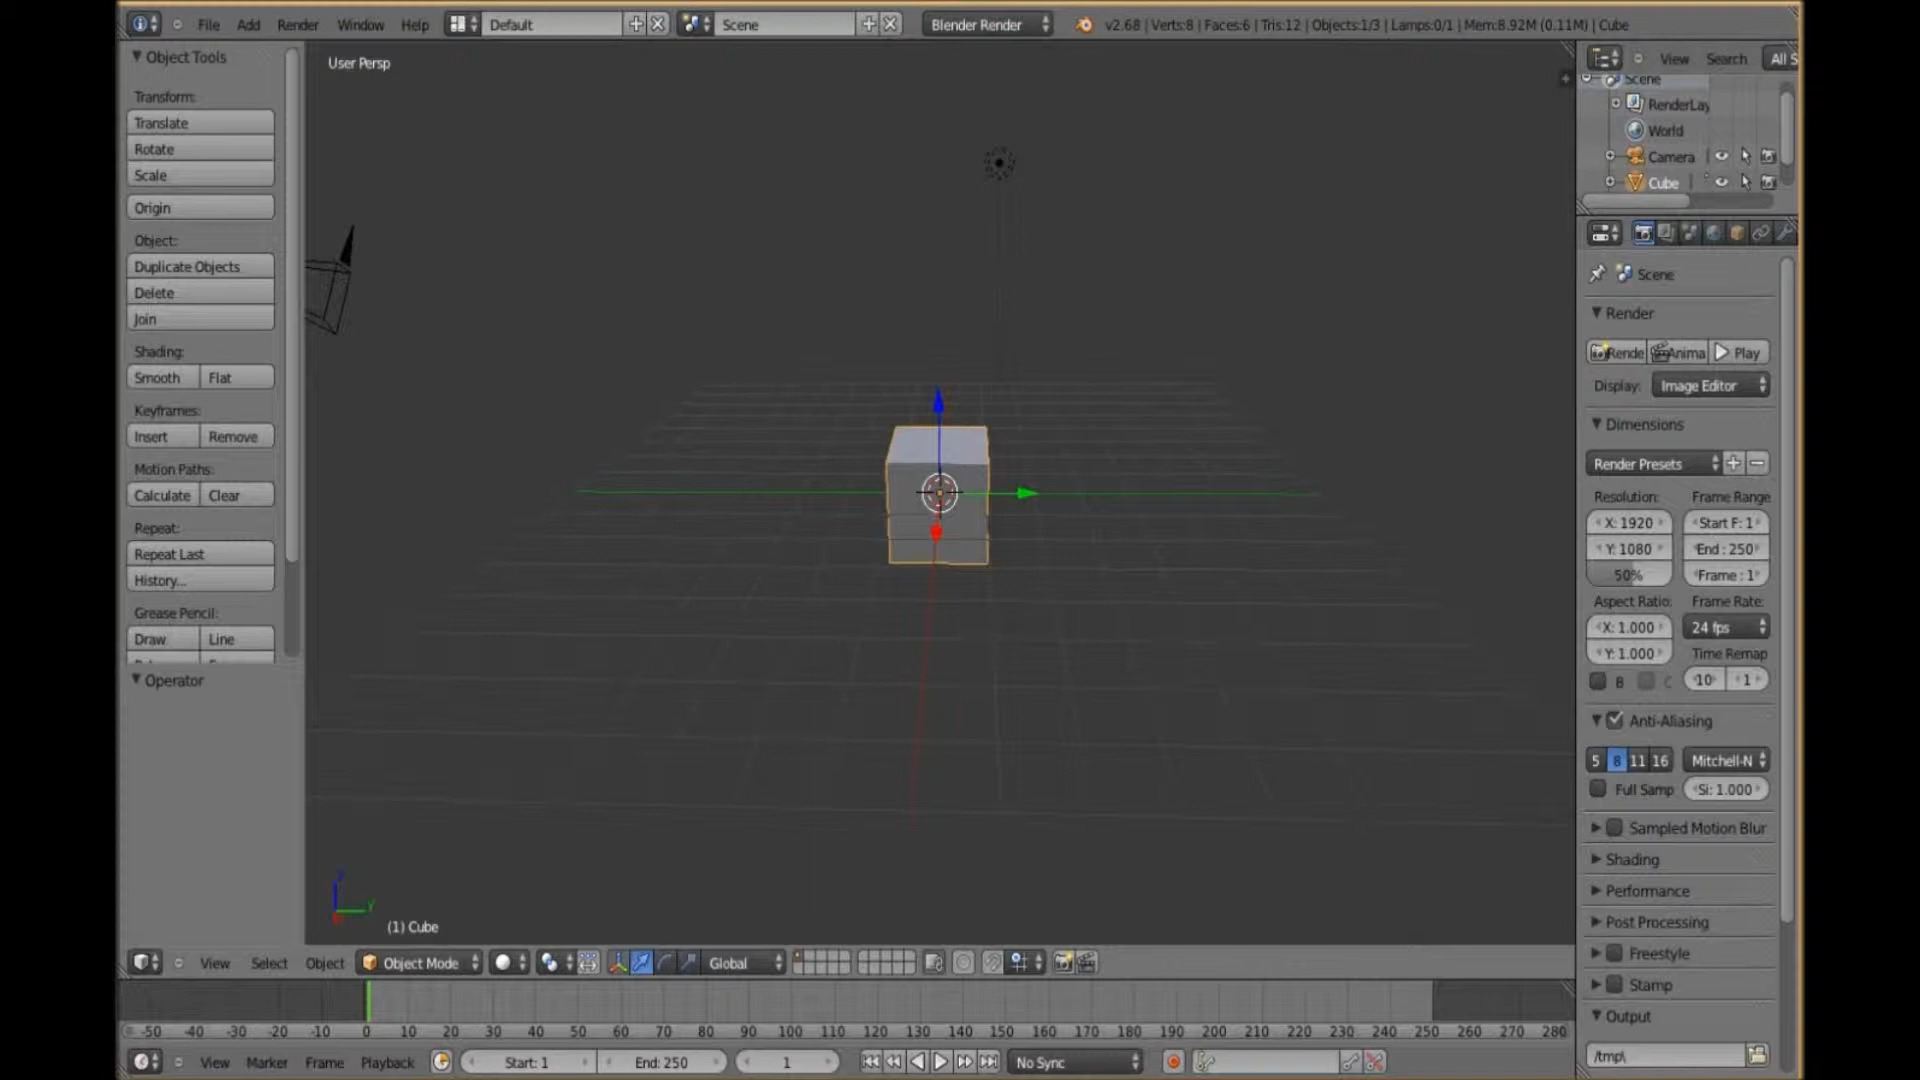 File Add Render Window Help Default Scene Blender Render v2.68 | Verts:8 | Faces:6 | Tris:12 | Objects:1/3 | Lamps:0/1 | Mem:8.92M (0.11M) | Cube
Object Tools
Transform:
Translate
Rotate
Scale
Origin
Object:
Duplicate Objects
Delete
Join
Shading:
Smooth Flat
Keyframes:
Insert Remove
Motion Paths:
Calculate Clear
Repeat:
Repeat Last
History...
Grease Pencil:
Draw Line
Operator
User Persp
Z
Y
(1) Cube
View Select Object Object Mode Global
-50 -40 -30 -20 -10 0 10 20 30 40 50 60 70 80 90 100 110 120 130 140 150 160 170 180 190 200 210 220 230 240 250 260 270 280
View Marker Frame Playback Start: 1 End: 250 1 No Sync
View Search All S
Scene
RenderLay
World
Camera
Cube
Scene
Render
Rende Anima Play
Display: Image Editor
Dimensions
Render Presets
Resolution: Frame Range
X: 1920 Start F: 1
Y: 1080 End : 250
50% Frame : 1
Aspect Ratio: Frame Rate:
X: 1.000 24 fps
Y: 1.000 Time Remap
B C 10 1
Anti-Aliasing
5 8 11 16 Mitchell-N
Full Samp Si: 1.000
Sampled Motion Blur
Shading
Performance
Post Processing
Freestyle
Stamp
Output
/tmp\